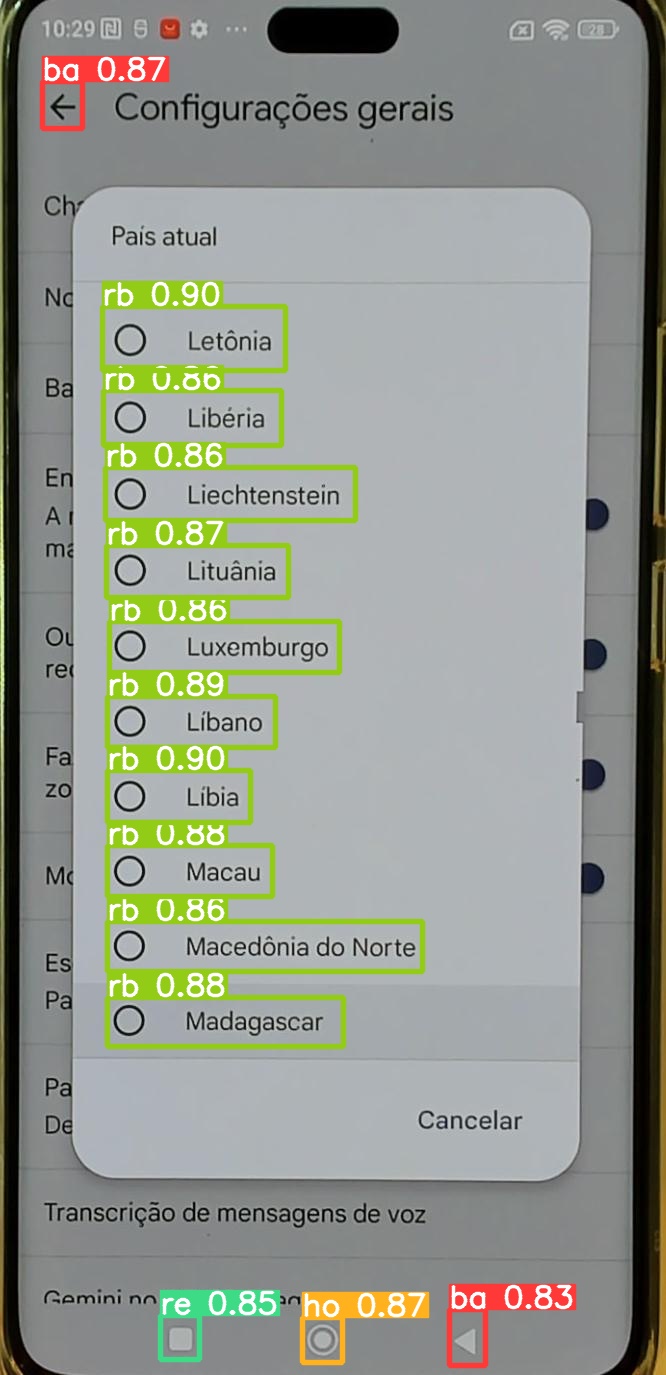 10:29
28
ba 0.87
Configurações gerais
Ch
País atual
No
rb 0.90
Letônia
rb 0.86
Ba
Libéria
rb 0.86
En
Liechtenstein
A
rb 0.87
ma
Lituânia
rb 0.86
Ou
Luxemburgo
rec
rb 0.89
Líbano
Fa
rb 0.90
zo
Líbia
rb 0.88
Mo
Macau
rb 0.86
Macedônia do Norte
Es
rb 0.88
Pa
Madagascar
Pa
De
Cancelar
Transcrição de mensagens de voz
Gemini no
re 0.85
ho 0.87
ba 0.83